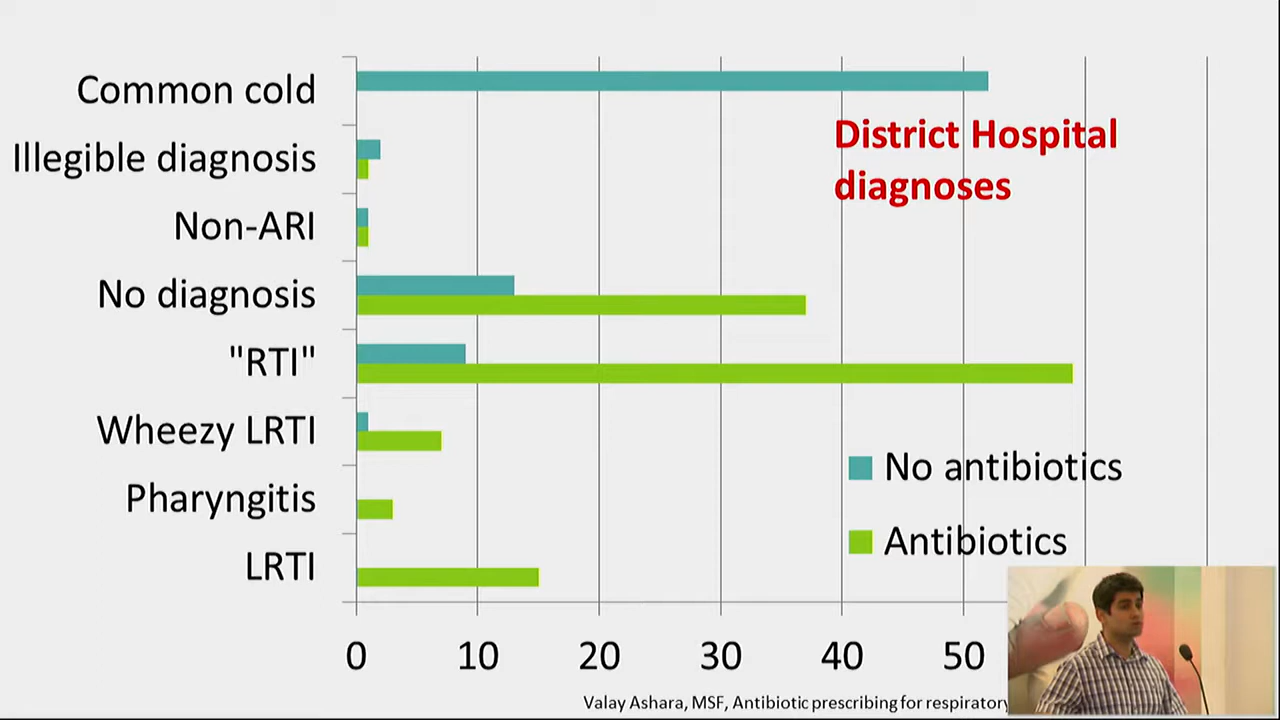 Common cold
Illegible diagnosis
Non-ARI
No diagnosis
"RTI"
Wheezy LRTI
Pharyngitis
LRTI
District Hospital
diagnoses
No antibiotics
Antibiotics
0 10 20 30 40 50
Valay Ashara, MSF, Antibiotic prescribing for respiratory